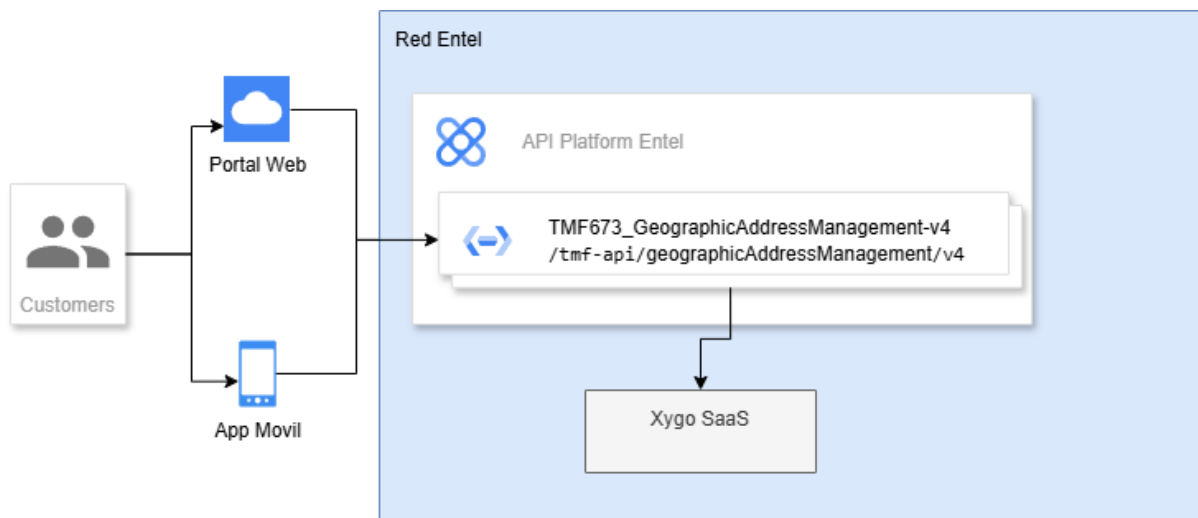 Red Entel
API Platform Entel
Portal Web
TMF673_GeographicAddressManagement-v4
/tmf-api/geographicAddressManagement/v4
Customers
App Movil
Xygo SaaS